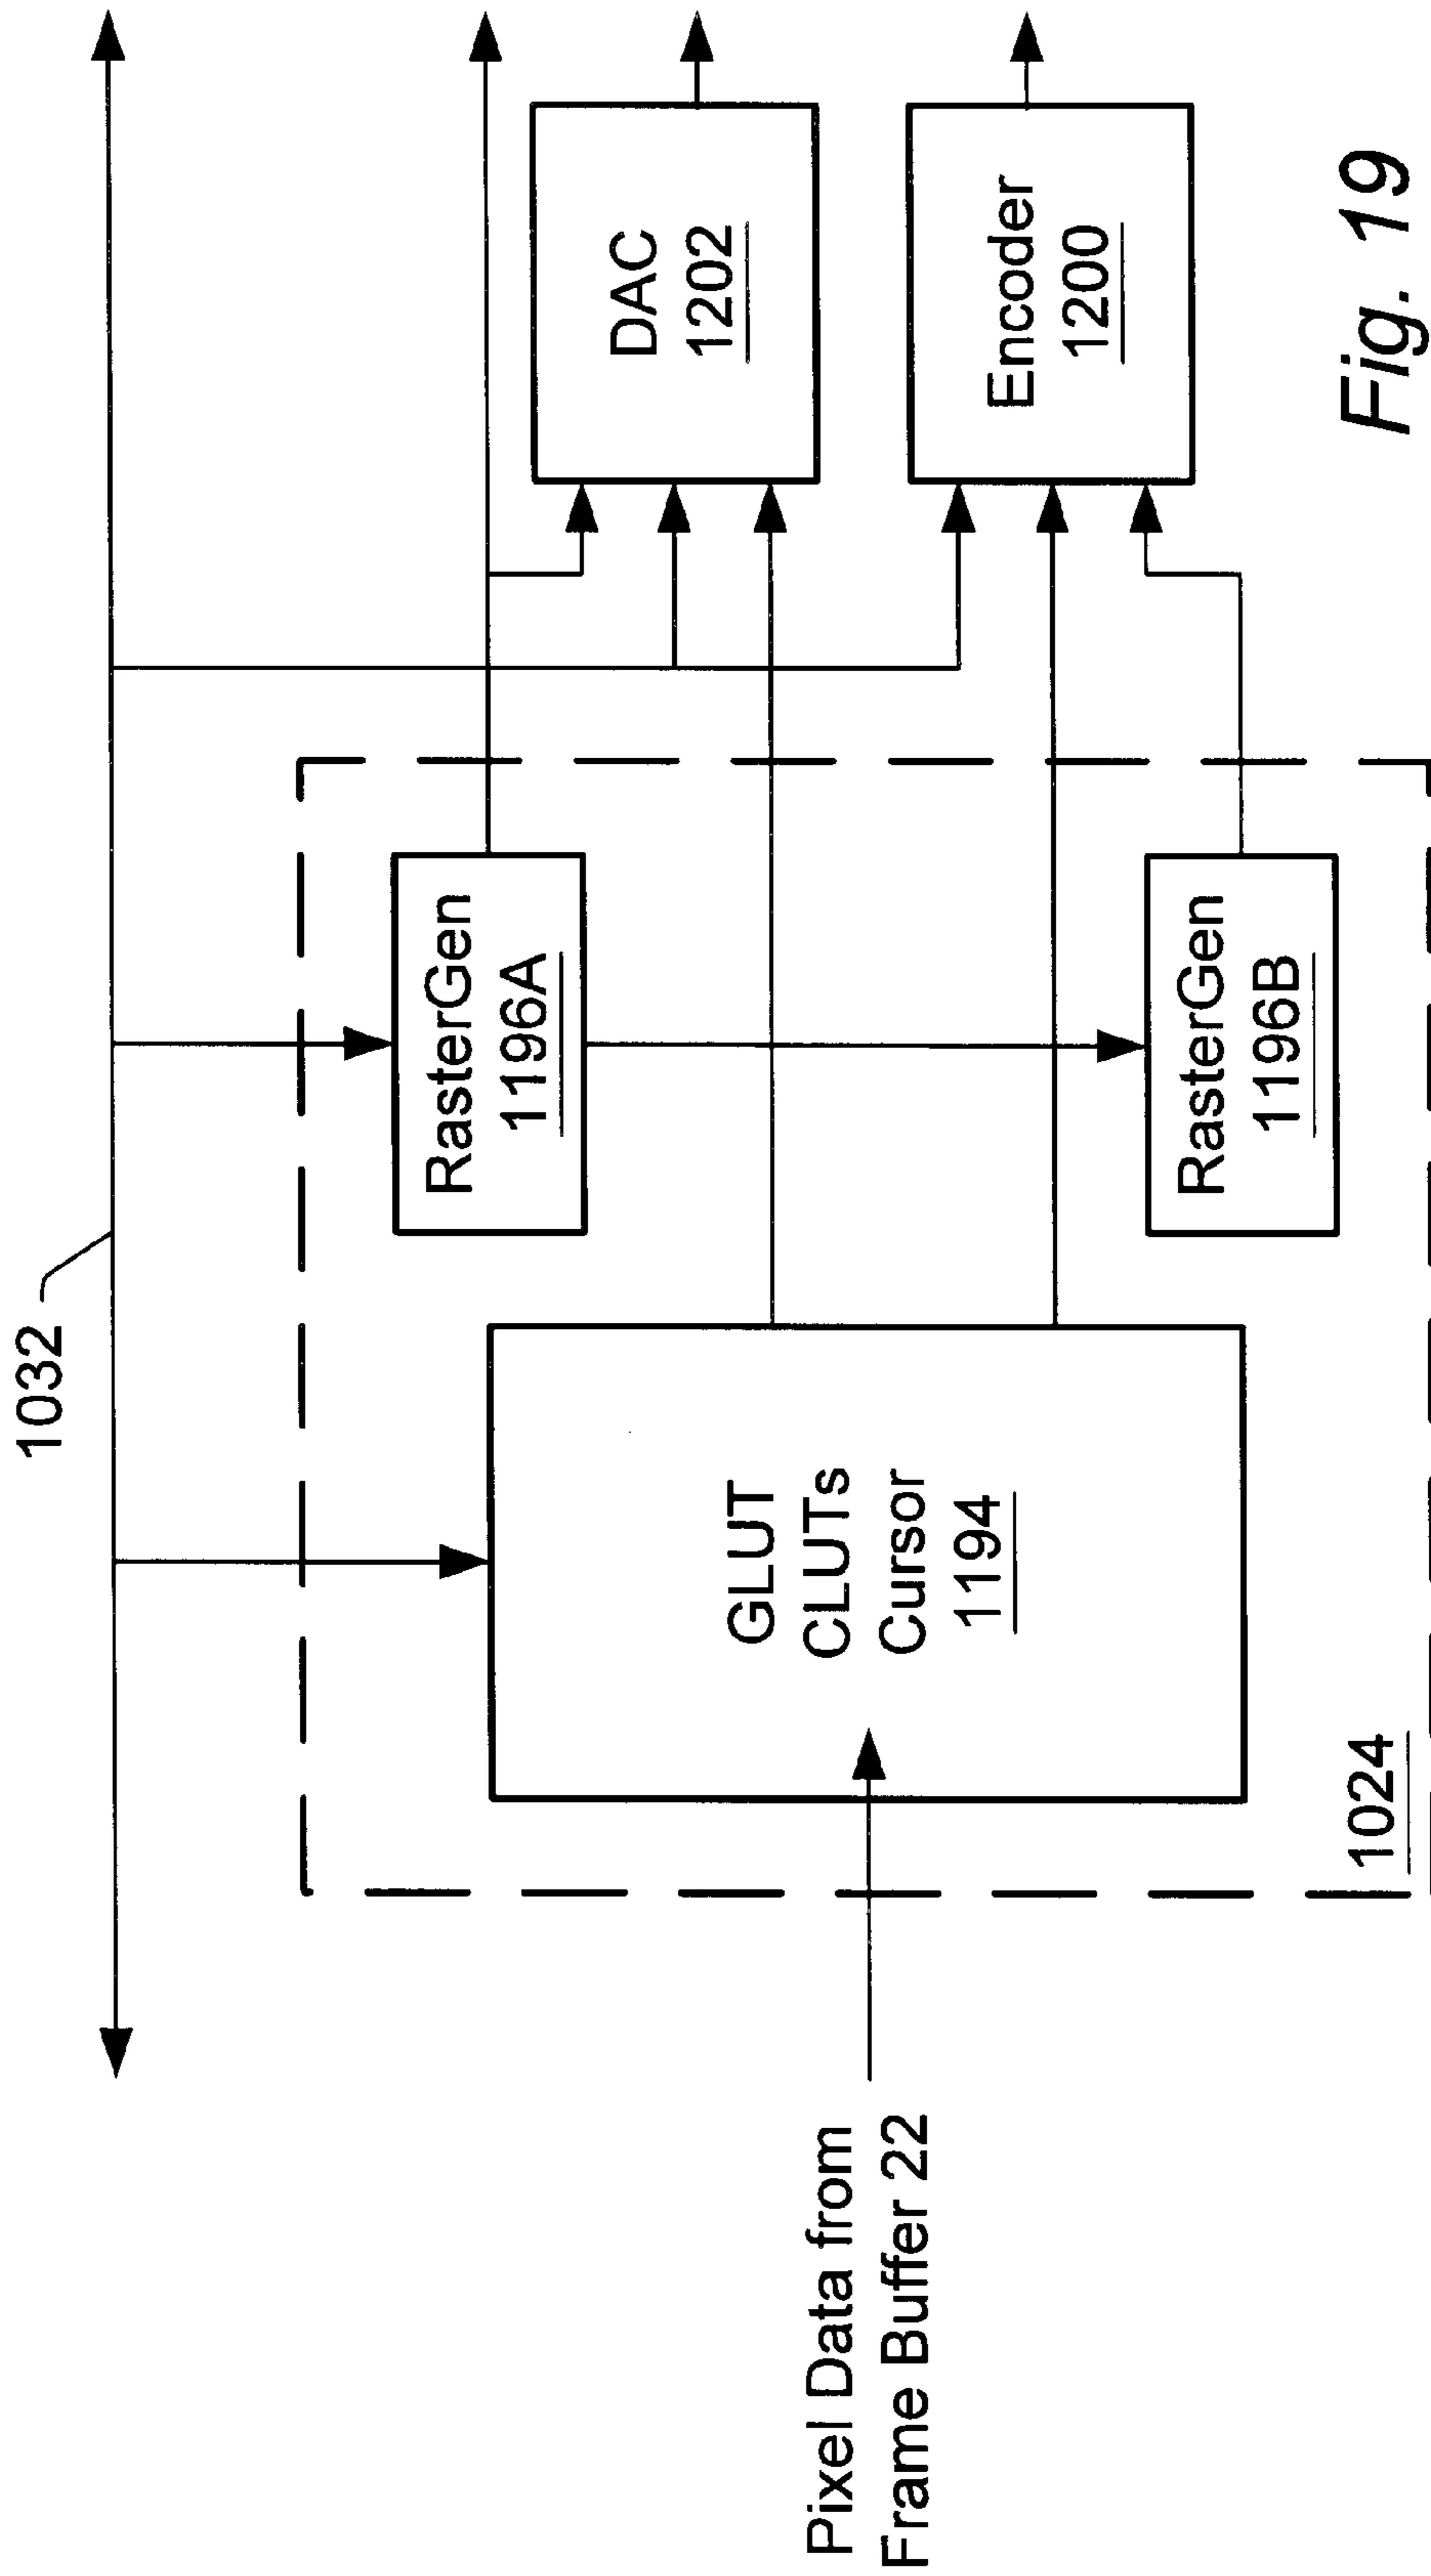 1032
RasterGen
1196A
DAC
1202
Pixel Data from
Frame Buffer 22
GLUT
CLUTs
Cursor
1194
Encoder
1200
RasterGen
1196B
1024
Fig. 19